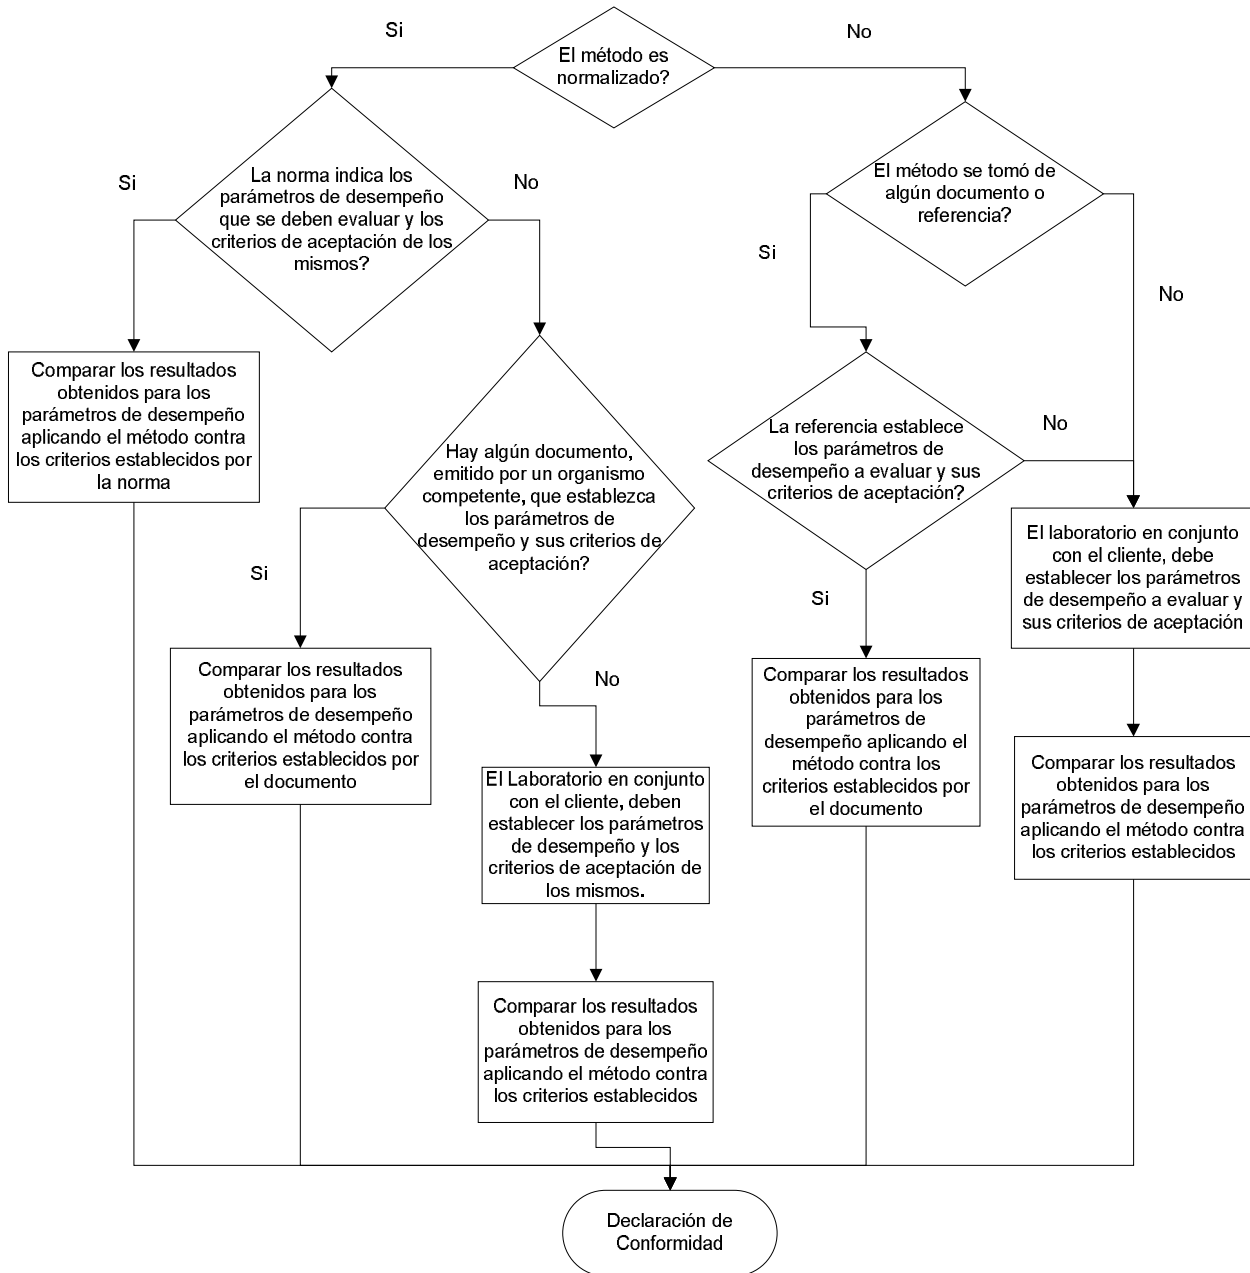 Si
El método es
normalizado?
No
La norma indica los
parámetros de desempeño
que se deben evaluar y los
criterios de aceptación de los
mismos?
Si
No
El método se tomó de
algún documento o
referencia?
Si
No
Comparar los resultados
obtenidos para los
parámetros de desempeño
aplicando el método contra
los criterios establecidos por
la norma
Hay algún documento,
emitido por un organismo
competente, que establezca
los parámetros de
desempeño y sus criterios de
aceptación?
Si
No
La referencia establece
los parámetros de
desempeño a evaluar y sus
criterios de aceptación?
No
Si
El laboratorio en conjunto
con el cliente, debe
establecer los parámetros
de desempeño a evaluar y
sus criterios de aceptación
Comparar los resultados
obtenidos para los
parámetros de desempeño
aplicando el método contra
los criterios establecidos por
el documento
El Laboratorio en conjunto
con el cliente, deben
establecer los parámetros
de desempeño y los
criterios de aceptación de
los mismos.
Comparar los resultados
obtenidos para los
parámetros de
desempeño aplicando el
método contra los
criterios establecidos por
el documento
Comparar los resultados
obtenidos para los
parámetros de desempeño
aplicando el método contra
los criterios establecidos
Comparar los resultados
obtenidos para los
parámetros de desempeño
aplicando el método contra
los criterios establecidos
Declaración de
Conformidad